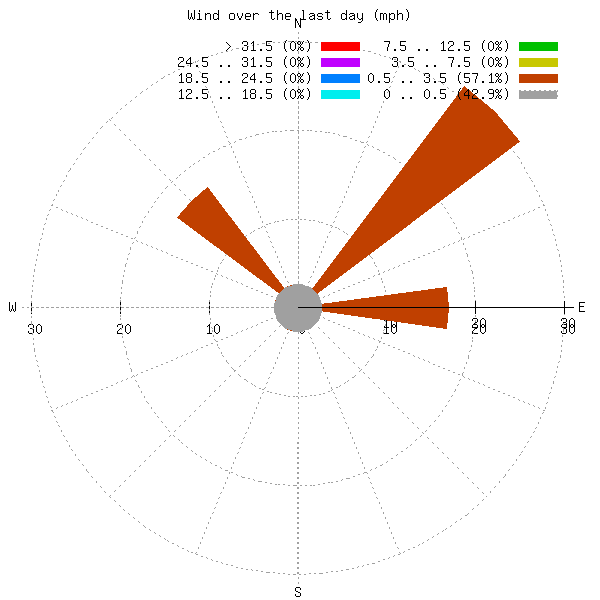 Wind over the last day (mph)
N
> 31.5 (0%) 7.5 .. 12.5 (0%)
24.5 .. 31.5 (0%) 3.5 .. 7.5 (0%)
18.5 .. 24.5 (0%) 0.5 .. 3.5 (57.1%)
12.5 .. 18.5 (0%) 0 .. 0.5 (42.9%)
W E
30 20 10 0 10 20 30
S